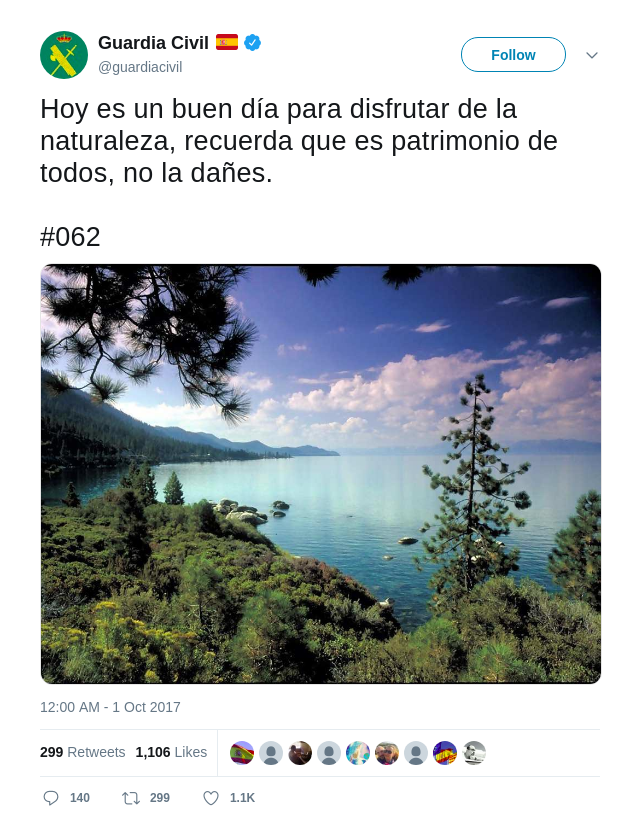 Guardia Civil
@guardiacivil
Follow
Hoy es un buen día para disfrutar de la
naturaleza, recuerda que es patrimonio de
todos, no la dañes.
#062
12:00 AM - 1 Oct 2017
299 Retweets 1,106 Likes
140 299 1.1K